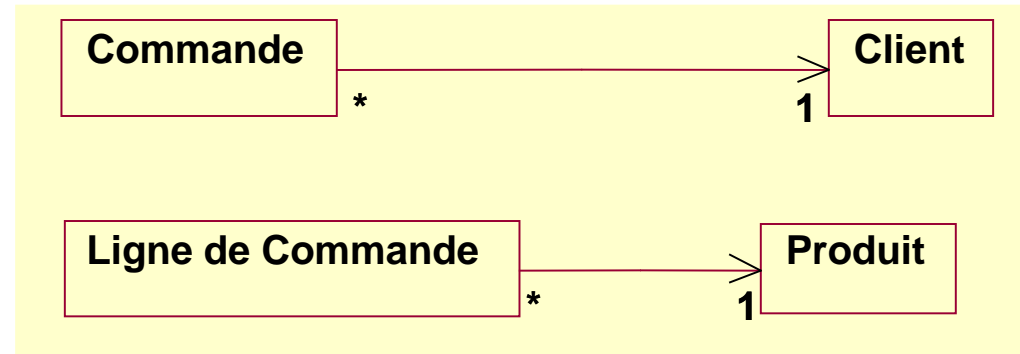 Commande
Client
* 1
Ligne de Commande
Produit
* 1